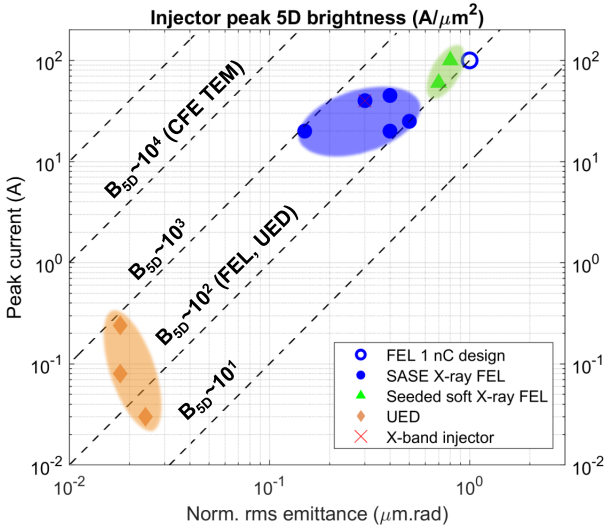 Injector peak 5D brightness (A/μm²)
Peak current (A)
10²
10¹
10⁰
10⁻¹
10⁻²
10²
10¹
10⁰
10⁻¹
10⁻²
B5D~10⁴ (CFE TEM)
B5D~10³
B5D~10² (FEL, UED)
B5D~10¹
FEL 1 nC design
SASE X-ray FEL
Seeded soft X-ray FEL
UED
X-band injector
10⁻² 10⁻¹ 10⁰
Norm. rms emittance (μm.rad)